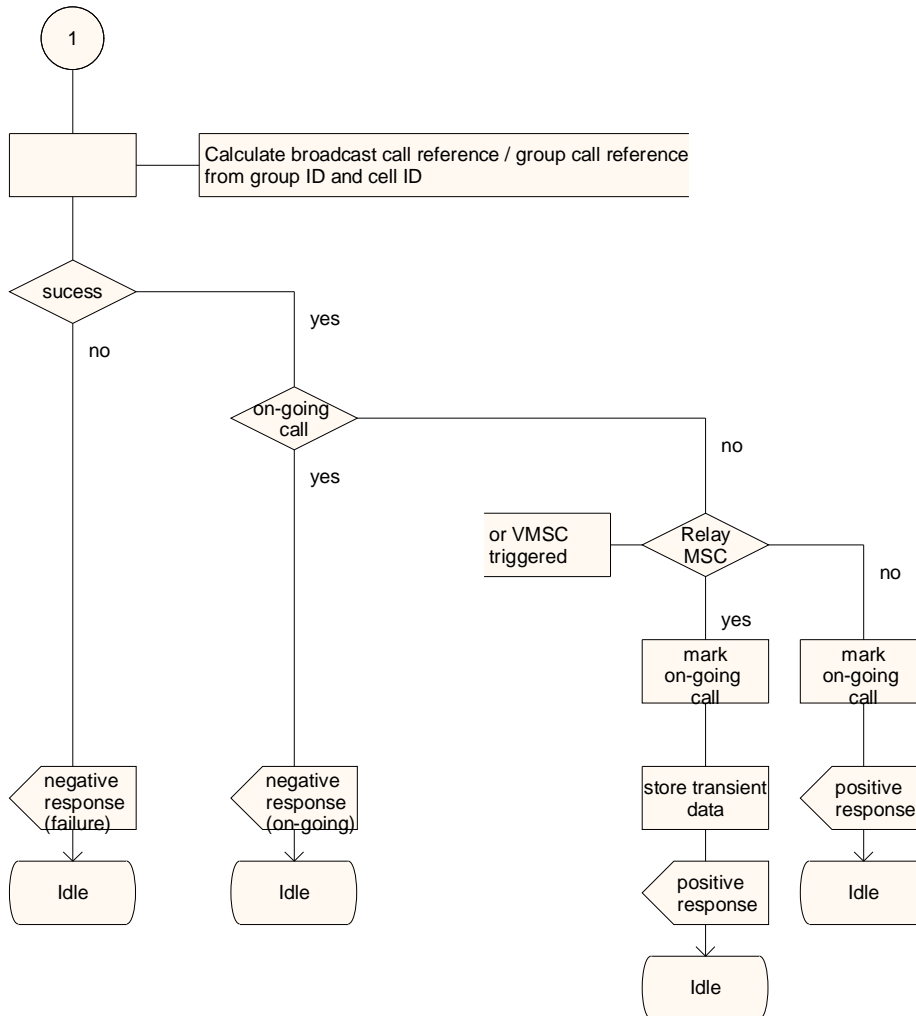 1
Calculate broadcast call reference / group call reference
from group ID and cell ID
sucess
yes
no
on-going
call
no
yes
or VMSC
triggered
Relay
MSC
no
yes
mark
on-going
call
mark
on-going
call
negative
response
(failure)
negative
response
(on-going)
store transient
data
positive
response
Idle
Idle
positive
response
Idle
Idle